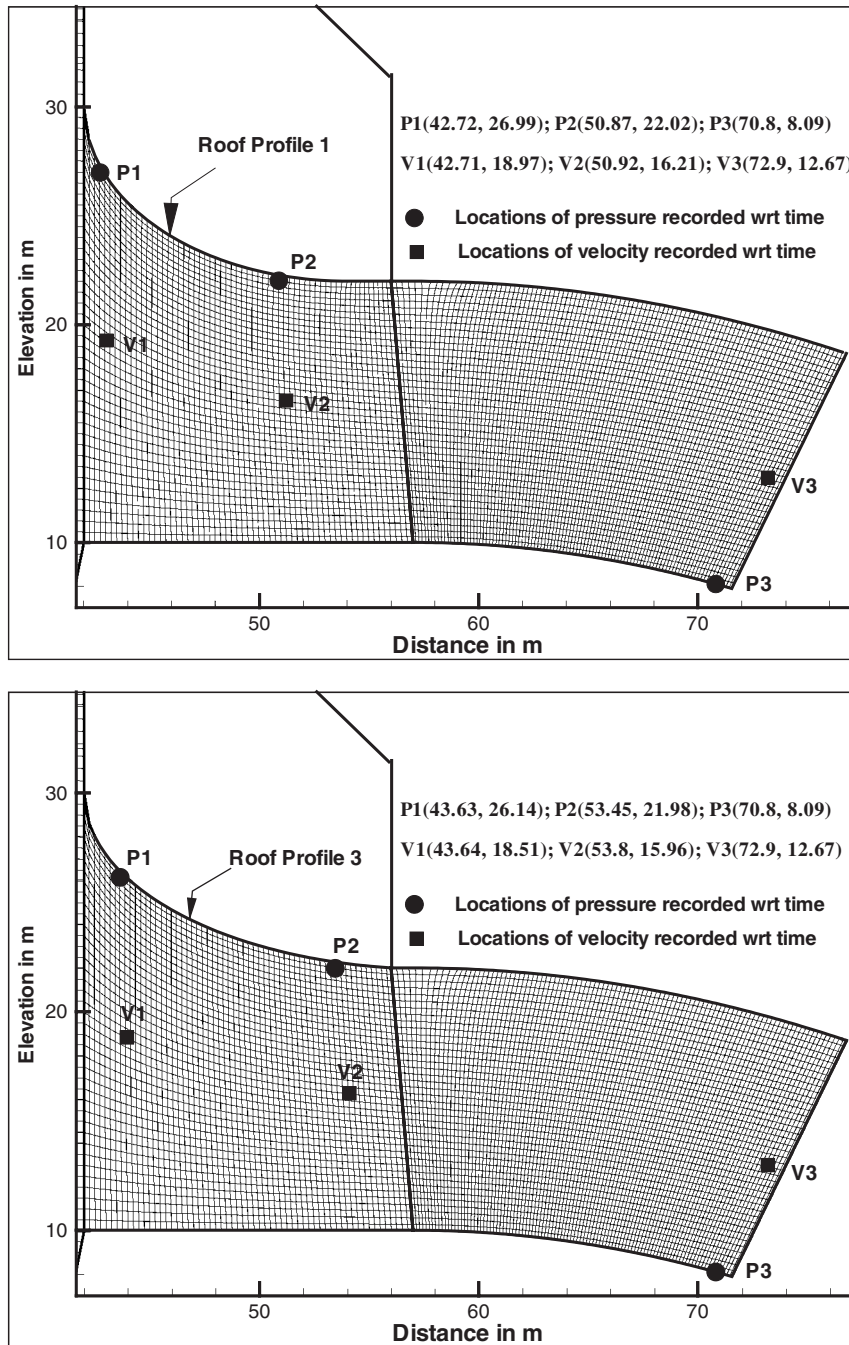 30
20
10
Elevation in m
P1(42.72, 26.99); P2(50.87, 22.02); P3(70.8, 8.09)
V1(42.71, 18.97); V2(50.92, 16.21); V3(72.9, 12.67)
Roof Profile 1
Locations of pressure recorded wrt time
Locations of velocity recorded wrt time
P1
P2
V1
V2
V3
P3
50
60
70
Distance in m
30
20
10
Elevation in m
P1(43.63, 26.14); P2(53.45, 21.98); P3(70.8, 8.09)
V1(43.64, 18.51); V2(53.8, 15.96); V3(72.9, 12.67)
Roof Profile 3
Locations of pressure recorded wrt time
Locations of velocity recorded wrt time
P1
P2
V1
V2
V3
P3
50
60
70
Distance in m